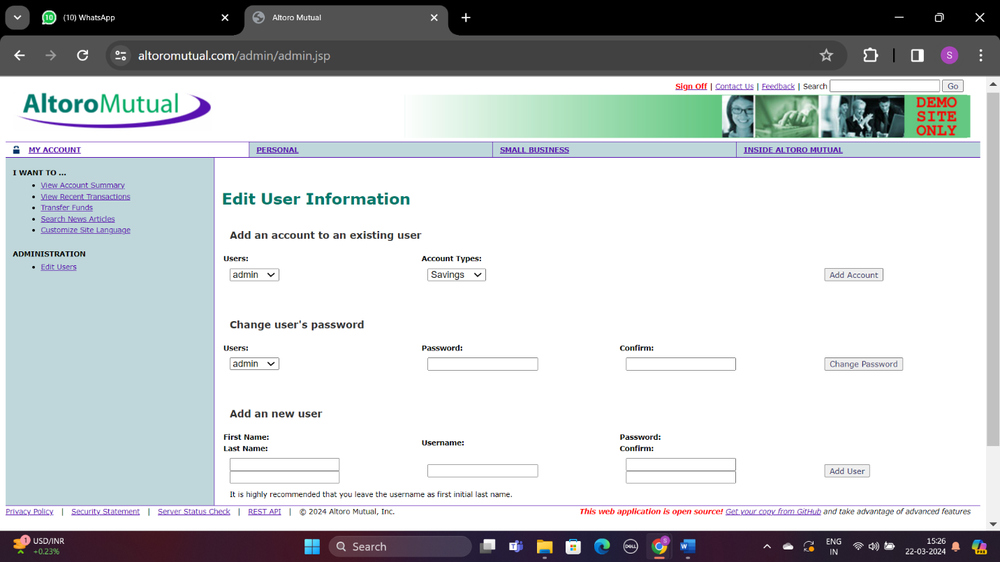 10 (10) WhatsApp Altoro Mutual
altoromutual.com/admin/admin.jsp S
Sign Off | Contact Us | Feedback | Search Go
AltoroMutual
DEMO
SITE
ONLY
MY ACCOUNT PERSONAL SMALL BUSINESS INSIDE ALTORO MUTUAL
I WANT TO ...
View Account Summary
View Recent Transactions
Transfer Funds
Search News Articles
Customize Site Language
ADMINISTRATION
Edit Users
Edit User Information
Add an account to an existing user
Users: Account Types:
admin Savings Add Account
Change user's password
Users: Password: Confirm:
admin Change Password
Add an new user
First Name: Password:
Last Name: Username: Confirm:
Add User
It is highly recommended that you leave the username as first initial last name.
Privacy Policy | Security Statement | Server Status Check | REST API | © 2024 Altoro Mutual, Inc. This web application is open source! Get your copy from GitHub and take advantage of advanced features
1 USD/INR
+0.23%
Search
DELL
S
W
ENG
IN
15:26
22-03-2024
PRE